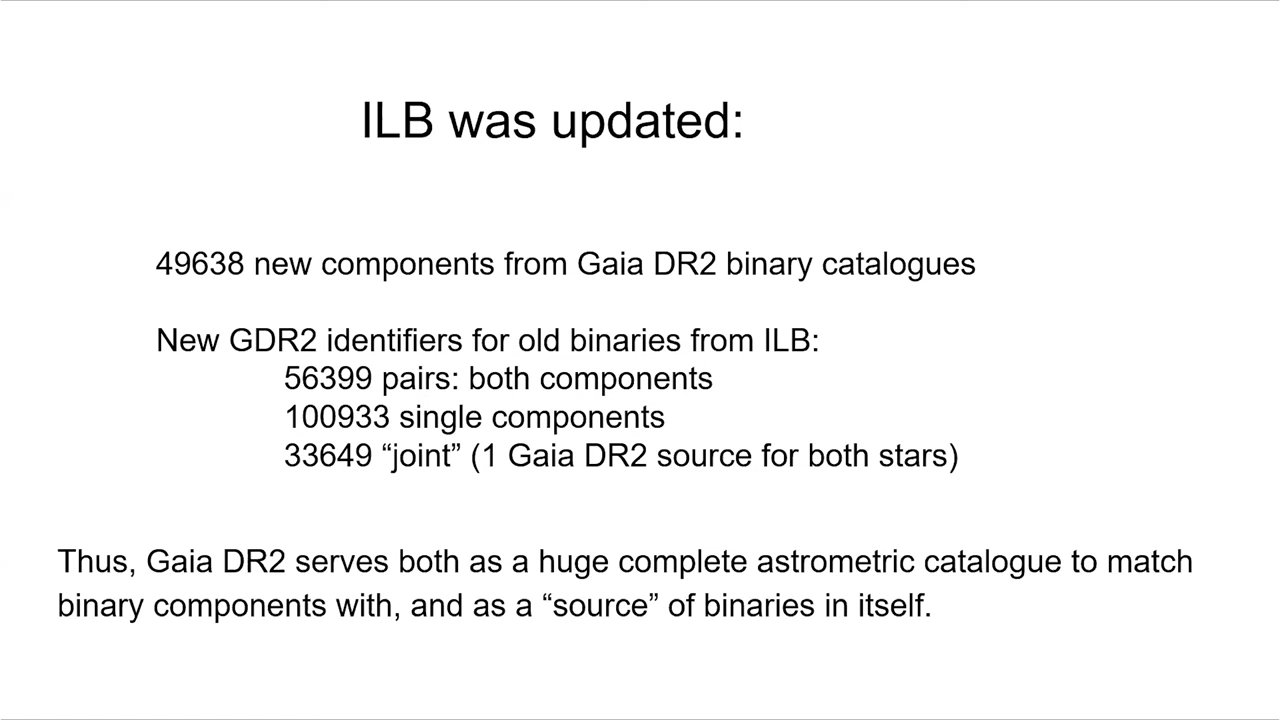 ILB was updated:
49638 new components from Gaia DR2 binary catalogues
New GDR2 identifiers for old binaries from ILB:
56399 pairs: both components
100933 single components
33649 “joint” (1 Gaia DR2 source for both stars)
Thus, Gaia DR2 serves both as a huge complete astrometric catalogue to match
binary components with, and as a “source” of binaries in itself.